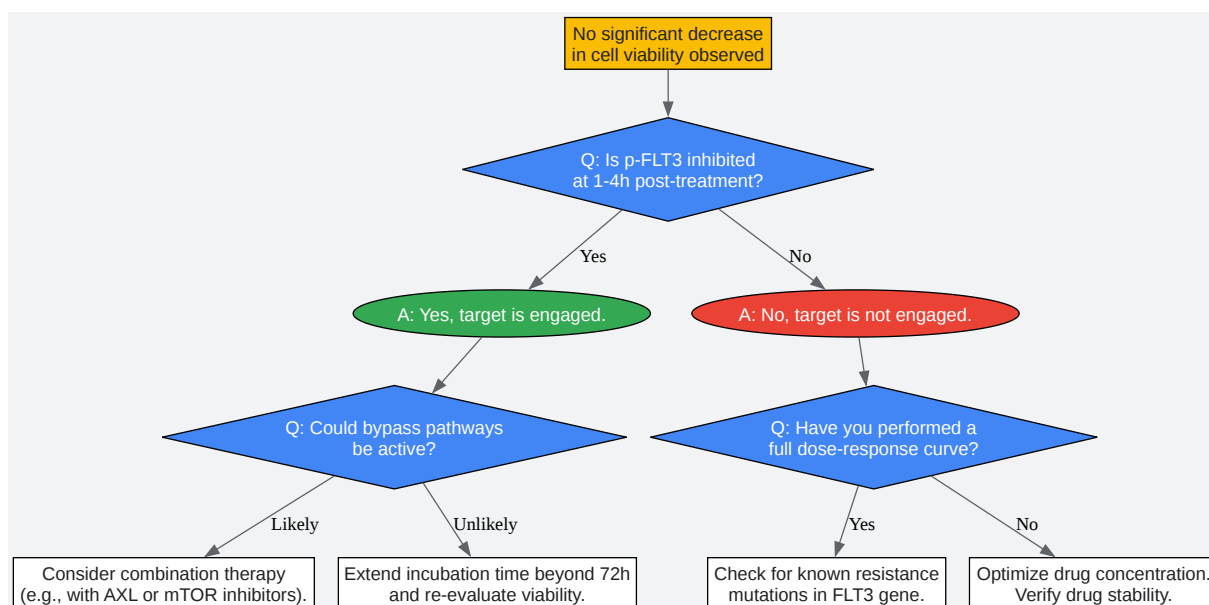 No significant decrease
in cell viability observed
Q: Is p-FLT3 inhibited
at 1-4h post-treatment?
Yes
No
A: Yes, target is engaged.
A: No, target is not engaged.
Q: Could bypass pathways
be active?
Q: Have you performed a
full dose-response curve?
Likely
Unlikely
Yes
No
Consider combination therapy
(e.g., with AXL or mTOR inhibitors).
Extend incubation time beyond 72h
and re-evaluate viability.
Check for known resistance
mutations in FLT3 gene.
Optimize drug concentration.
Verify drug stability.